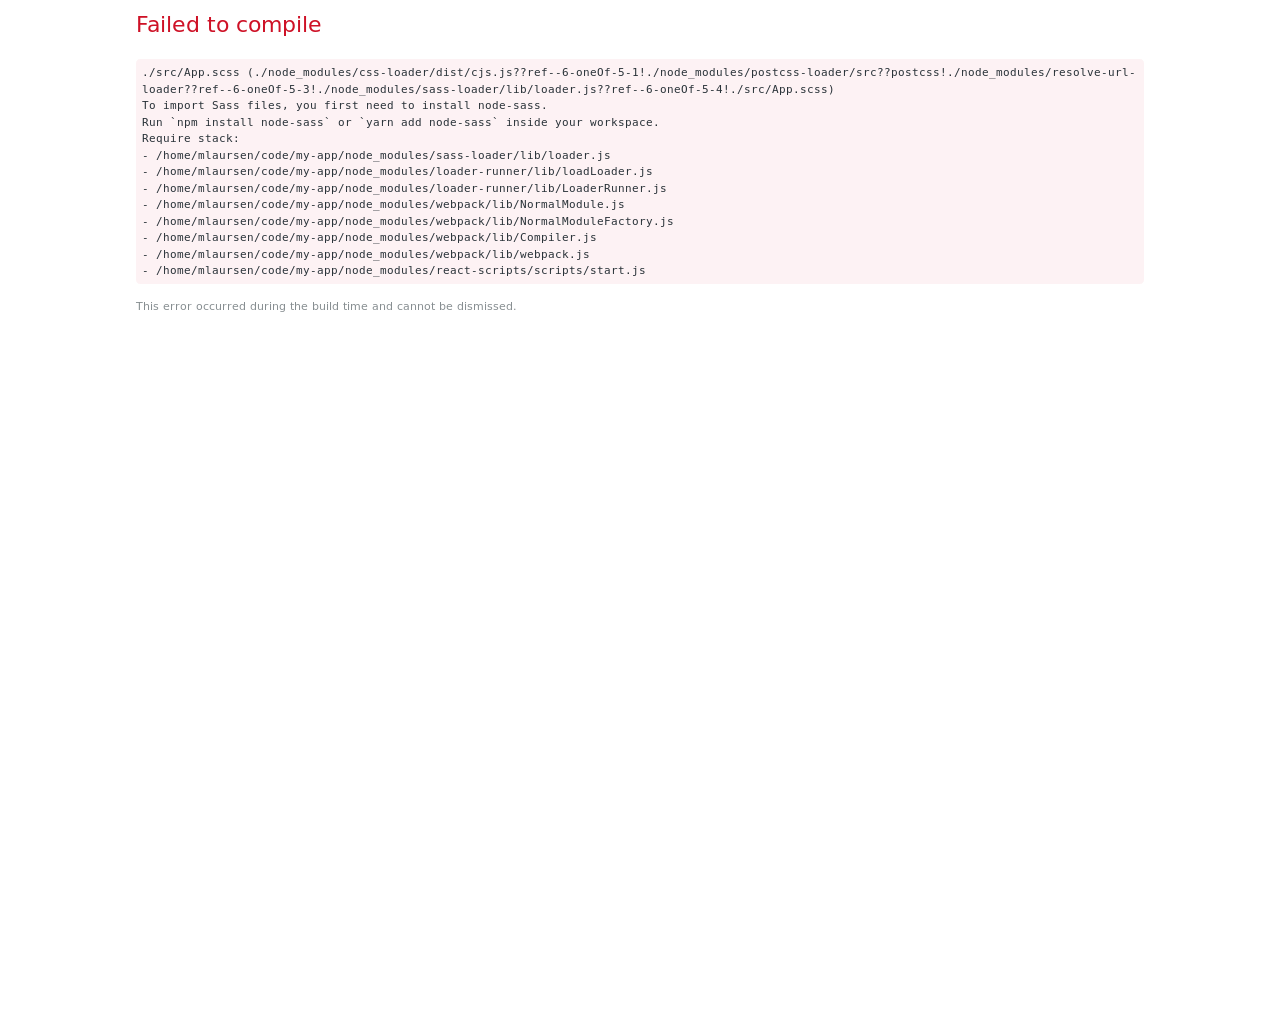 Failed to compile
./src/App.scss (./node_modules/css-loader/dist/cjs.js??ref--6-oneOf-5-1!./node_modules/postcss-loader/src??postcss!./node_modules/resolve-url-
loader??ref--6-oneOf-5-3!./node_modules/sass-loader/lib/loader.js??ref--6-oneOf-5-4!./src/App.scss)
To import Sass files, you first need to install node-sass.
Run `npm install node-sass` or `yarn add node-sass` inside your workspace.
Require stack:
- /home/mlaursen/code/my-app/node_modules/sass-loader/lib/loader.js
- /home/mlaursen/code/my-app/node_modules/loader-runner/lib/loadLoader.js
- /home/mlaursen/code/my-app/node_modules/loader-runner/lib/LoaderRunner.js
- /home/mlaursen/code/my-app/node_modules/webpack/lib/NormalModule.js
- /home/mlaursen/code/my-app/node_modules/webpack/lib/NormalModuleFactory.js
- /home/mlaursen/code/my-app/node_modules/webpack/lib/Compiler.js
- /home/mlaursen/code/my-app/node_modules/webpack/lib/webpack.js
- /home/mlaursen/code/my-app/node_modules/react-scripts/scripts/start.js
This error occurred during the build time and cannot be dismissed.